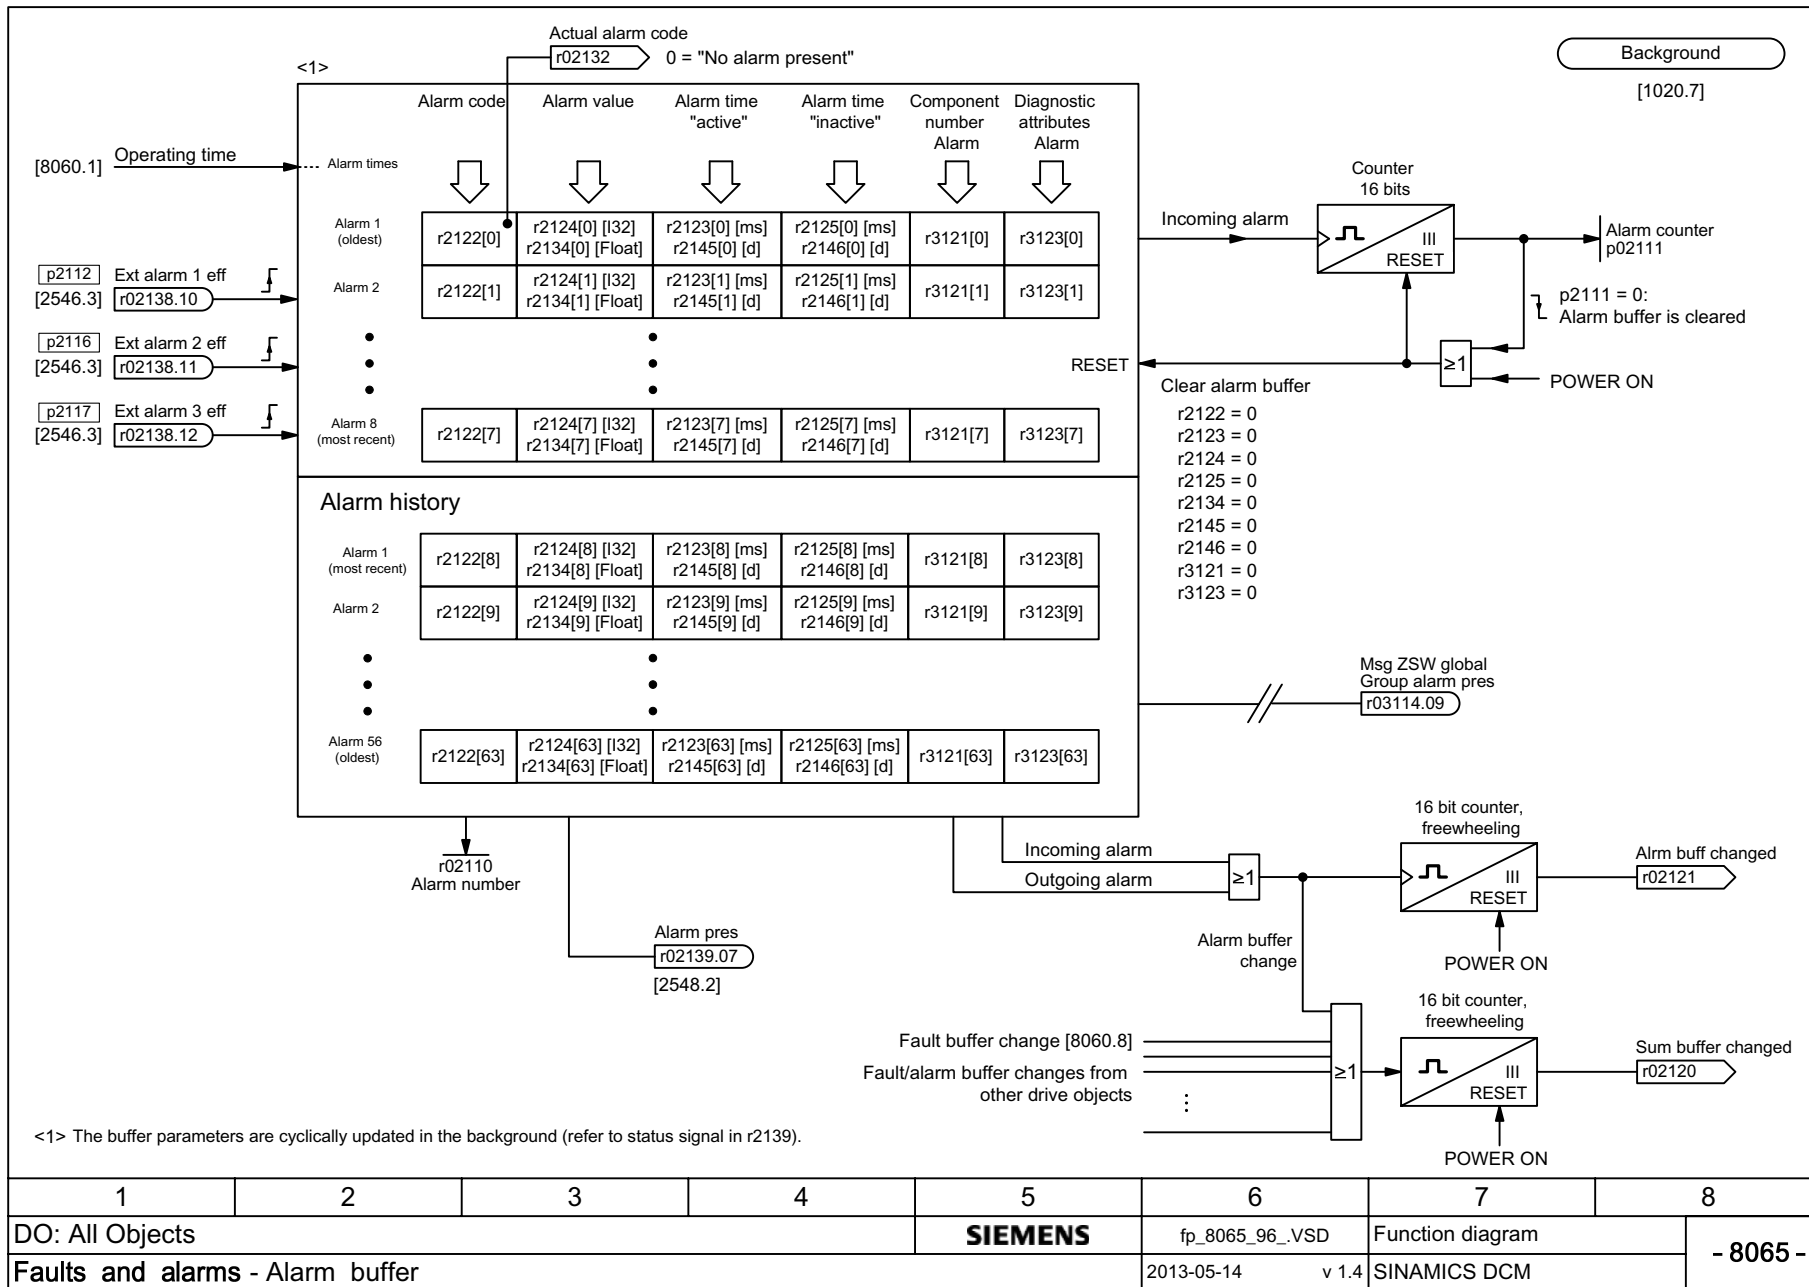 Actual alarm code
r02132
0 = "No alarm present"
Background
[1020.7]
<1>
Alarm code
Alarm value
Alarm time
"active"
Alarm time
"inactive"
Component
number
Alarm
Diagnostic
attributes
Alarm
[8060.1]
Operating time
Alarm times
Alarm 1
(oldest)
r2122[0]
r2124[0] [I32]
r2134[0] [Float]
r2123[0] [ms]
r2145[0] [d]
r2125[0] [ms]
r2146[0] [d]
r3121[0]
r3123[0]
Incoming alarm
Counter
16 bits
III
RESET
Alarm counter
p02111
p2112
Ext alarm 1 eff
[2546.3]
r02138.10
Alarm 2
r2122[1]
r2124[1] [I32]
r2134[1] [Float]
r2123[1] [ms]
r2145[1] [d]
r2125[1] [ms]
r2146[1] [d]
r3121[1]
r3123[1]
p2111 = 0:
Alarm buffer is cleared
p2116
Ext alarm 2 eff
[2546.3]
r02138.11
RESET
≥1
POWER ON
p2117
Ext alarm 3 eff
[2546.3]
r02138.12
Alarm 8
(most recent)
r2122[7]
r2124[7] [I32]
r2134[7] [Float]
r2123[7] [ms]
r2145[7] [d]
r2125[7] [ms]
r2146[7] [d]
r3121[7]
r3123[7]
Clear alarm buffer
r2122 = 0
r2123 = 0
r2124 = 0
r2125 = 0
r2134 = 0
r2145 = 0
r2146 = 0
r3121 = 0
r3123 = 0
Alarm history
Alarm 1
(most recent)
r2122[8]
r2124[8] [I32]
r2134[8] [Float]
r2123[8] [ms]
r2145[8] [d]
r2125[8] [ms]
r2146[8] [d]
r3121[8]
r3123[8]
Alarm 2
r2122[9]
r2124[9] [I32]
r2134[9] [Float]
r2123[9] [ms]
r2145[9] [d]
r2125[9] [ms]
r2146[9] [d]
r3121[9]
r3123[9]
Msg ZSW global
Group alarm pres
r03114.09
Alarm 56
(oldest)
r2122[63]
r2124[63] [I32]
r2134[63] [Float]
r2123[63] [ms]
r2145[63] [d]
r2125[63] [ms]
r2146[63] [d]
r3121[63]
r3123[63]
r02110
Alarm number
Incoming alarm
Outgoing alarm
≥1
16 bit counter,
freewheeling
III
RESET
Alrm buff changed
r02121
Alarm pres
r02139.07
[2548.2]
Alarm buffer
change
POWER ON
16 bit counter,
freewheeling
Fault buffer change [8060.8]
Fault/alarm buffer changes from
other drive objects
≥1
III
RESET
Sum buffer changed
r02120
POWER ON
<1> The buffer parameters are cyclically updated in the background (refer to status signal in r2139).
1 2 3 4 5 6 7 8
DO: All Objects
SIEMENS
fp_8065_96_.VSD
Function diagram
- 8065 -
Faults and alarms - Alarm buffer
2013-05-14 v 1.4
SINAMICS DCM